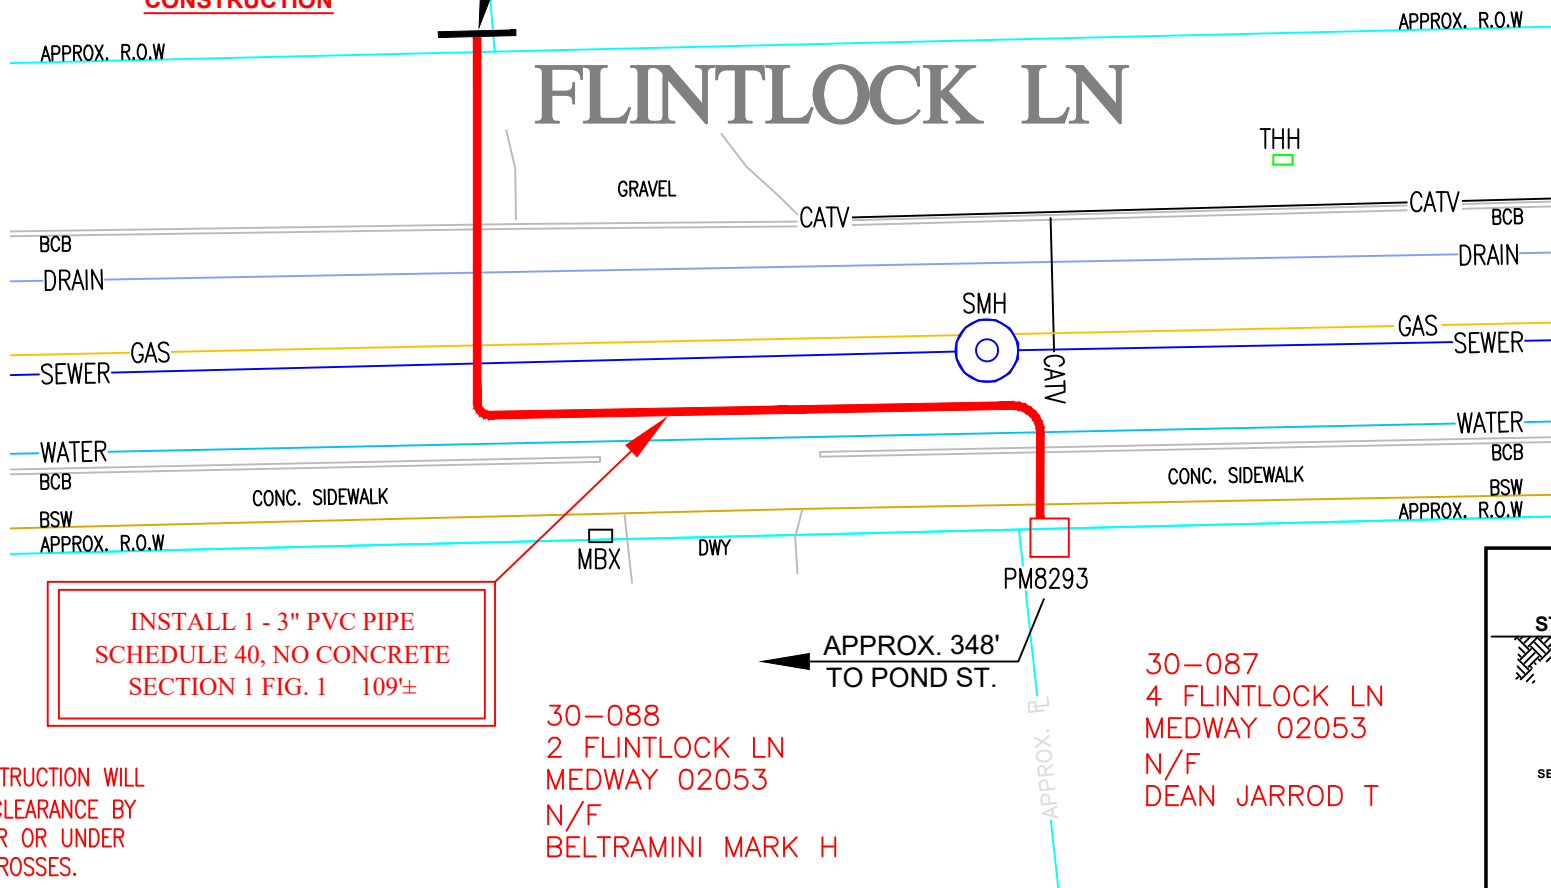 CONSTRUCTION
APPROX. R.O.W
APPROX. R.O.W
FLINTLOCK LN
THH
GRAVEL
CATV
CATV
BCB
BCB
DRAIN
DRAIN
SMH
GAS
GAS
SEWER
SEWER
CATV
WATER
WATER
BCB
BCB
CONC. SIDEWALK
CONC. SIDEWALK
BSW
BSW
APPROX. R.O.W
APPROX. R.O.W
MBX
DWY
PM8293
INSTALL 1 - 3" PVC PIPE
SCHEDULE 40, NO CONCRETE
SECTION 1 FIG. 1 109'±
APPROX. 348'
TO POND ST.
APPROX. PL
30-088
2 FLINTLOCK LN
MEDWAY 02053
N/F
BELTRAMINI MARK H
30-087
4 FLINTLOCK LN
MEDWAY 02053
N/F
DEAN JARROD T
TRUCTION WILL
CLEARANCE BY
R OR UNDER
ROSSES.
ST
SE